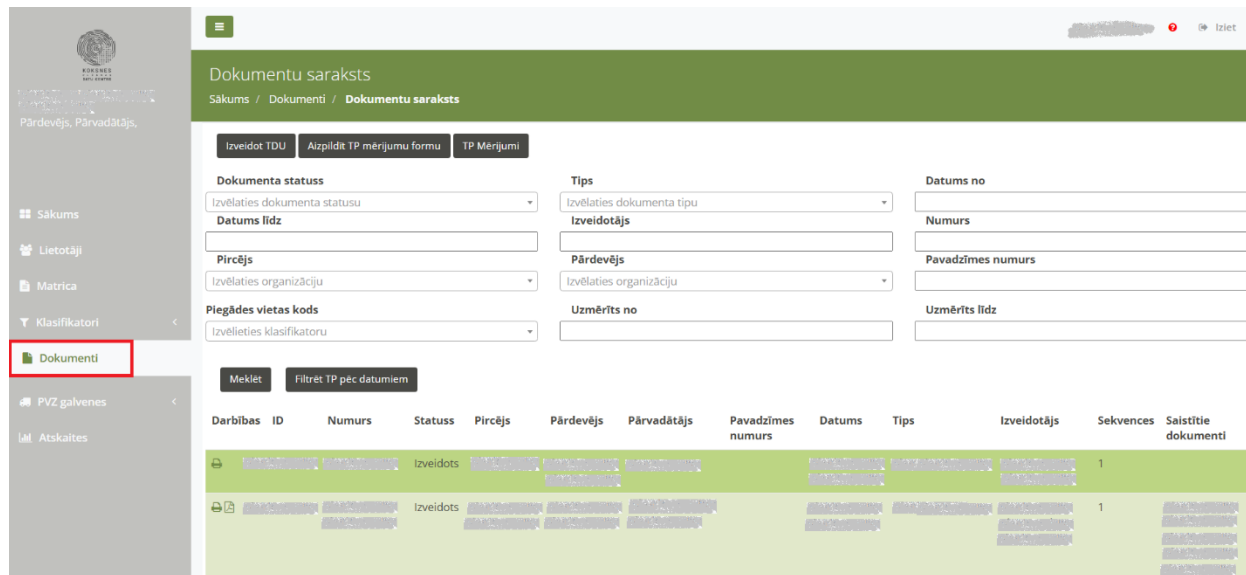 Iziet
KOKSNES
Pārdevējs, Pārvadātājs,
Sākums
Lietotāji
Matrica
Klasifikatori
Dokumenti
PVZ galvenes
Atskaites
Dokumentu saraksts
Sākums / Dokumenti / Dokumentu saraksts
Izveidot TDU Aizpildīt TP mērījumu formu TP Mērījumi
Dokumenta statuss Tips Datums no
Izvēlaties dokumenta statusu Izvēlaties dokumenta tipu
Datums līdz Izveidotājs Numurs
Pircējs Pārdevējs Pavadzīmes numurs
Izvēlaties organizāciju Izvēlaties organizāciju
Piegādes vietas kods Uzmērīts no Uzmērīts līdz
Izvēlieties klasifikatoru
Meklēt Filtrēt TP pēc datumiem
Darbības ID Numurs Statuss Pircējs Pārdevējs Pārvadātājs Pavadzīmes numurs Datums Tips Izveidotājs Sekvences Saistītie dokumenti
Izveidots 1
Izveidots 1